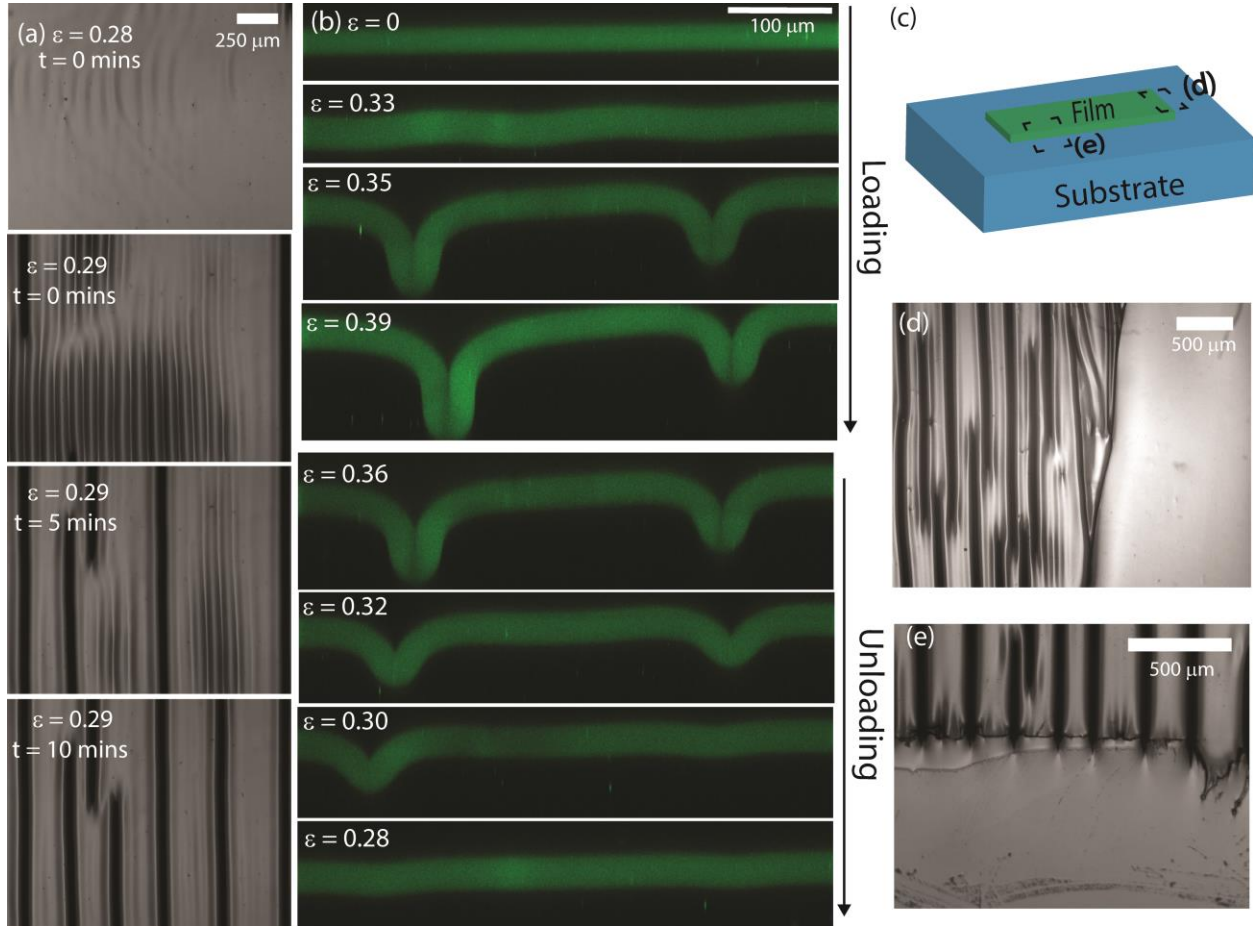 (a) ε = 0.28
t = 0 mins
250 μm
ε = 0.29
t = 0 mins
ε = 0.29
t = 5 mins
ε = 0.29
t = 10 mins
(b) ε = 0
100 μm
ε = 0.33
ε = 0.35
ε = 0.39
Loading
ε = 0.36
ε = 0.32
ε = 0.30
ε = 0.28
Unloading
(c)
Film
(d)
(e)
Substrate
(d)
500 μm
(e)
500 μm